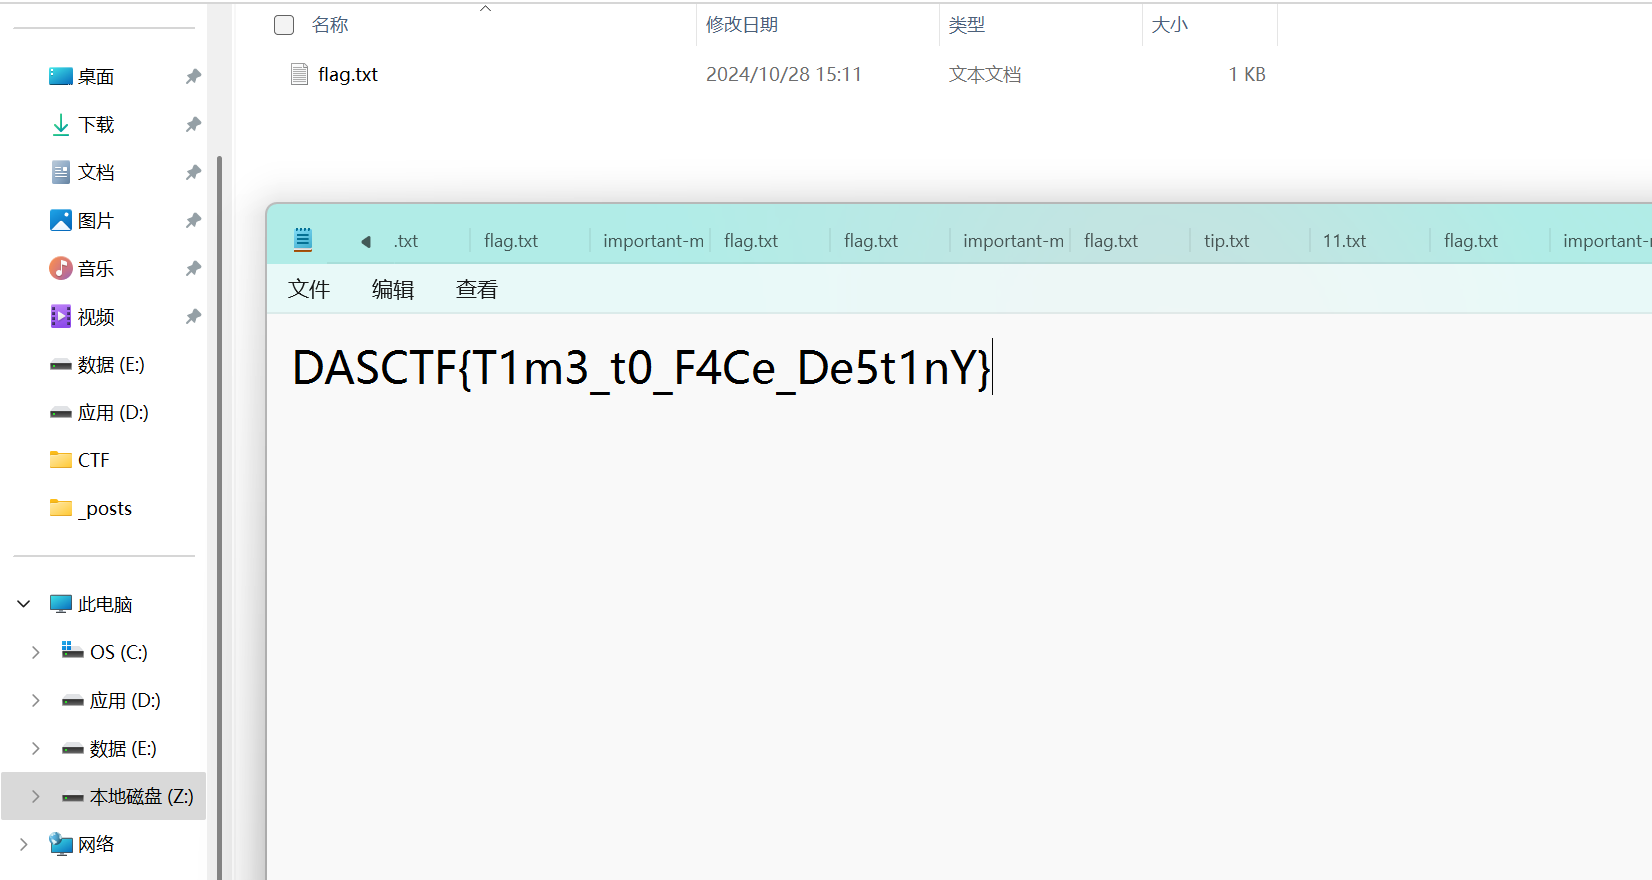 名称 修改日期 类型 大小
flag.txt 2024/10/28 15:11 文本文档 1 KB
桌面
下载
文档
图片
音乐
视频
数据 (E:)
应用 (D:)
CTF
_posts
此电脑
OS (C:)
应用 (D:)
数据 (E:)
本地磁盘 (Z:)
网络
.txt flag.txt important-m flag.txt flag.txt important-m flag.txt tip.txt 11.txt flag.txt important-
文件 编辑 查看
DASCTF{T1m3_t0_F4Ce_De5t1nY}